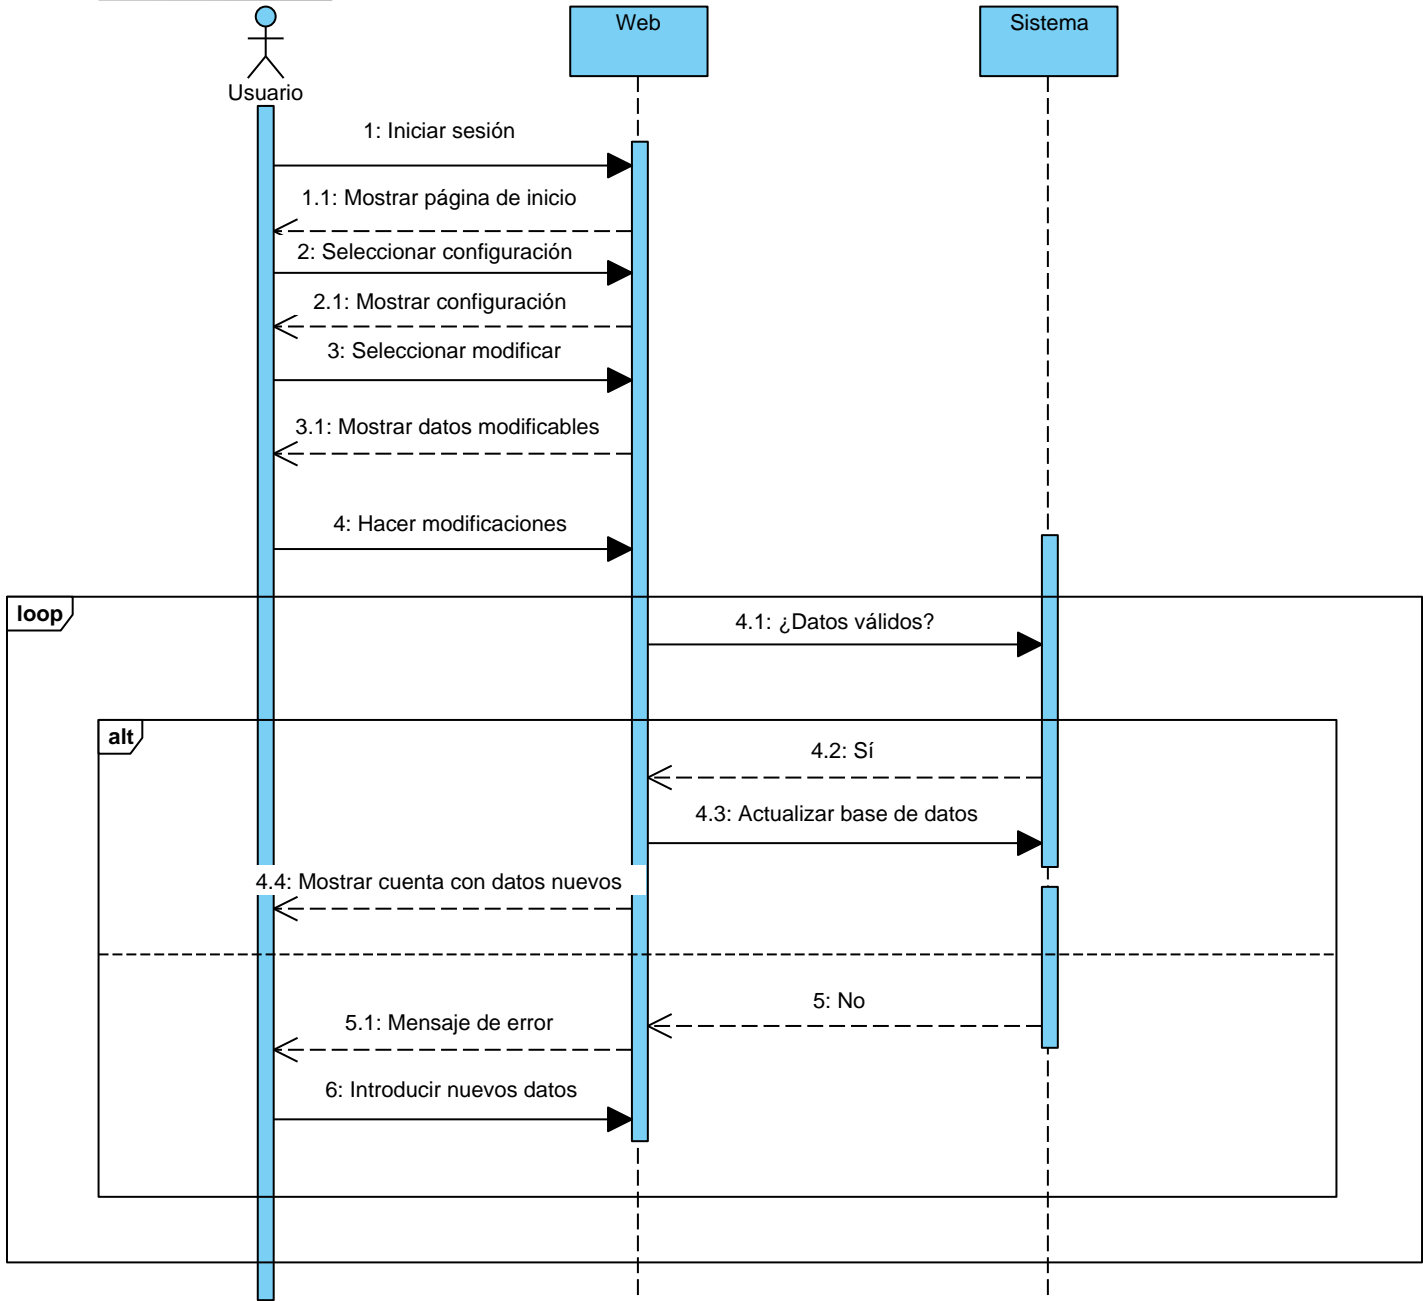 Usuario
Web
Sistema
1: Iniciar sesión
1.1: Mostrar página de inicio
2: Seleccionar configuración
2.1: Mostrar configuración
3: Seleccionar modificar
3.1: Mostrar datos modificables
4: Hacer modificaciones
loop
4.1: ¿Datos válidos?
alt
4.2: Sí
4.3: Actualizar base de datos
4.4: Mostrar cuenta con datos nuevos
5: No
5.1: Mensaje de error
6: Introducir nuevos datos